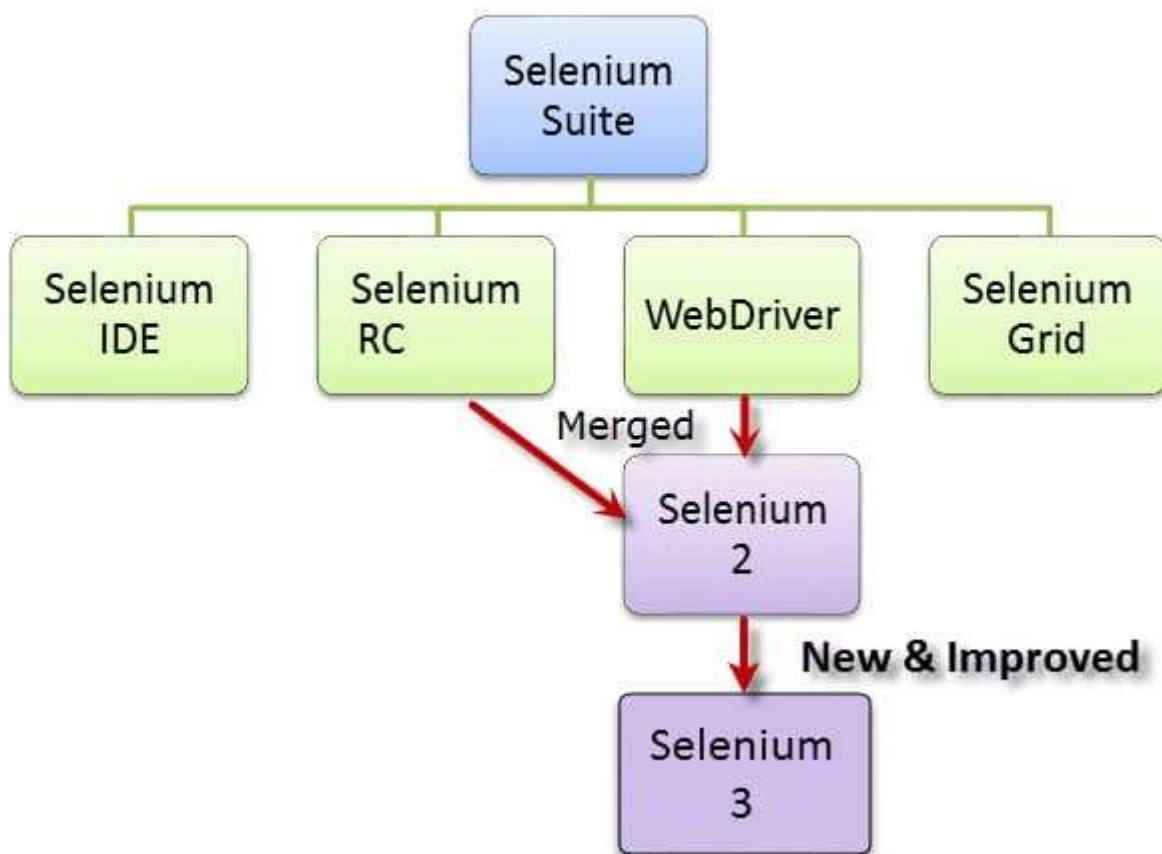 Selenium
Suite
Selenium
IDE
Selenium
RC
WebDriver
Selenium
Grid
Merged
Selenium
2
New & Improved
Selenium
3